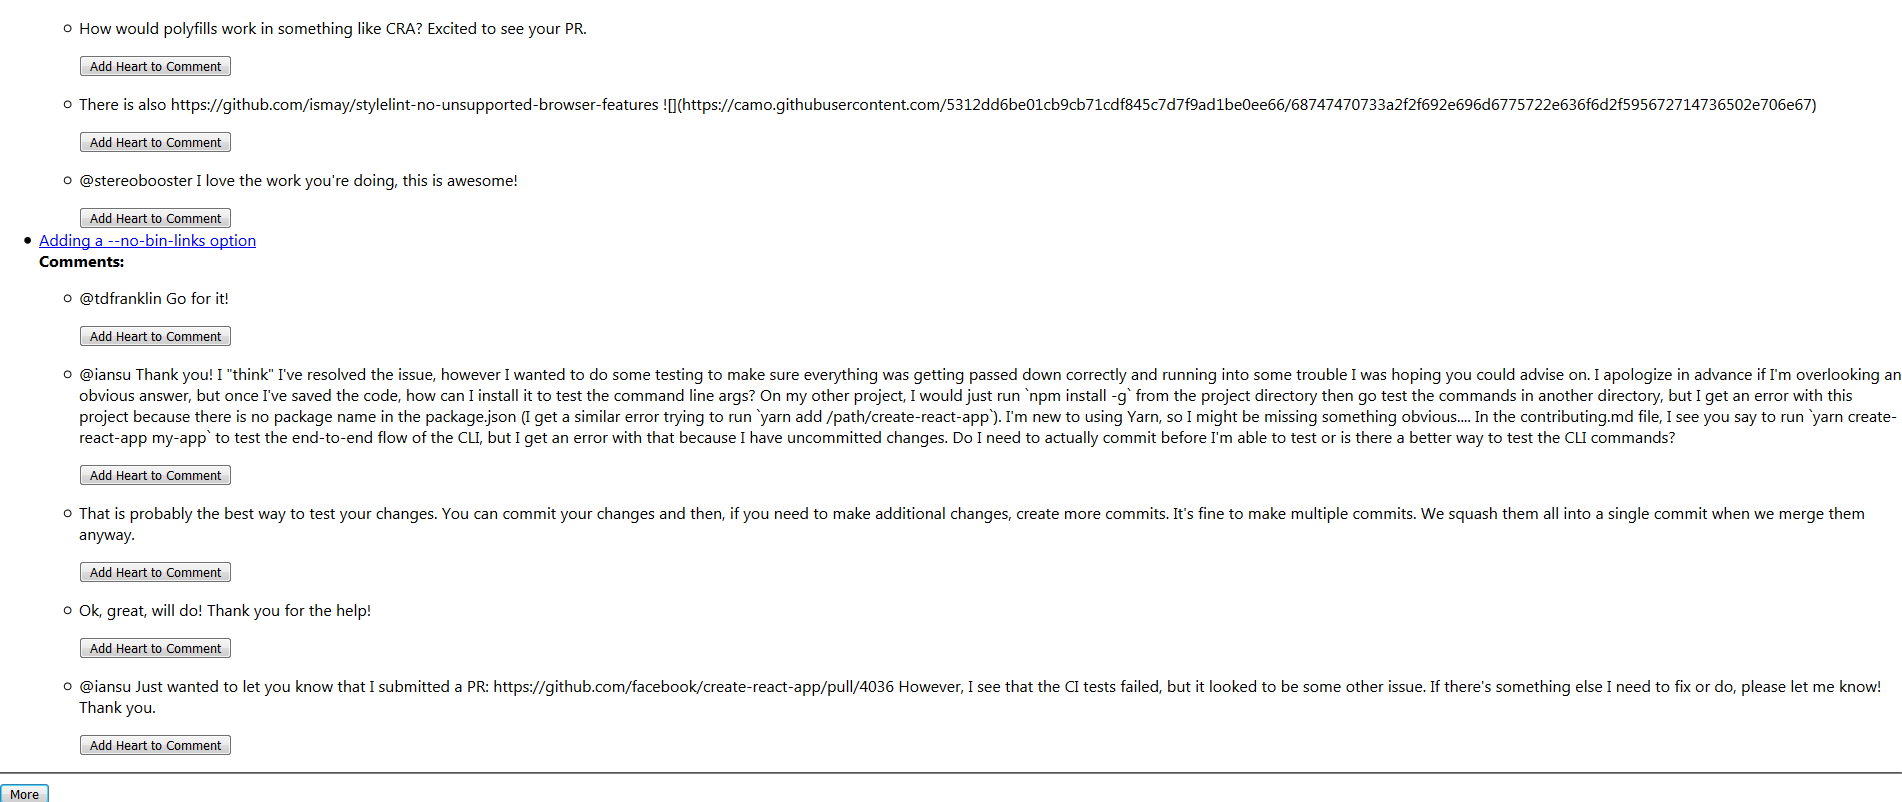 How would polyfills work in something like CRA? Excited to see your PR.
Add Heart to Comment
There is also https://github.com/ismay/stylelint-no-unsupported-browser-features ![](https://camo.githubusercontent.com/5312dd6be01cb9cb71cdf845c7d7f9ad1be0ee66/68747470733a2f2f692e696d6775722e636f6d2f595672714736502e706e67)
Add Heart to Comment
@stereobooster I love the work you're doing, this is awesome!
Add Heart to Comment
Adding a --no-bin-links option
Comments:
@tdfranklin Go for it!
Add Heart to Comment
@iansu Thank you! I "think" I've resolved the issue, however I wanted to do some testing to make sure everything was getting passed down correctly and running into some trouble I was hoping you could advise on. I apologize in advance if I'm overlooking an
obvious answer, but once I've saved the code, how can I install it to test the command line args? On my other project, I would just run `npm install -g` from the project directory then go test the commands in another directory, but I get an error with this
project because there is no package name in the package.json (I get a similar error trying to run `yarn add /path/create-react-app`). I'm new to using Yarn, so I might be missing something obvious.... In the contributing.md file, I see you say to run `yarn create-
react-app my-app` to test the end-to-end flow of the CLI, but I get an error with that because I have uncommitted changes. Do I need to actually commit before I'm able to test or is there a better way to test the CLI commands?
Add Heart to Comment
That is probably the best way to test your changes. You can commit your changes and then, if you need to make additional changes, create more commits. It's fine to make multiple commits. We squash them all into a single commit when we merge them
anyway.
Add Heart to Comment
Ok, great, will do! Thank you for the help!
Add Heart to Comment
@iansu Just wanted to let you know that I submitted a PR: https://github.com/facebook/create-react-app/pull/4036 However, I see that the CI tests failed, but it looked to be some other issue. If there's something else I need to fix or do, please let me know!
Thank you.
Add Heart to Comment
More